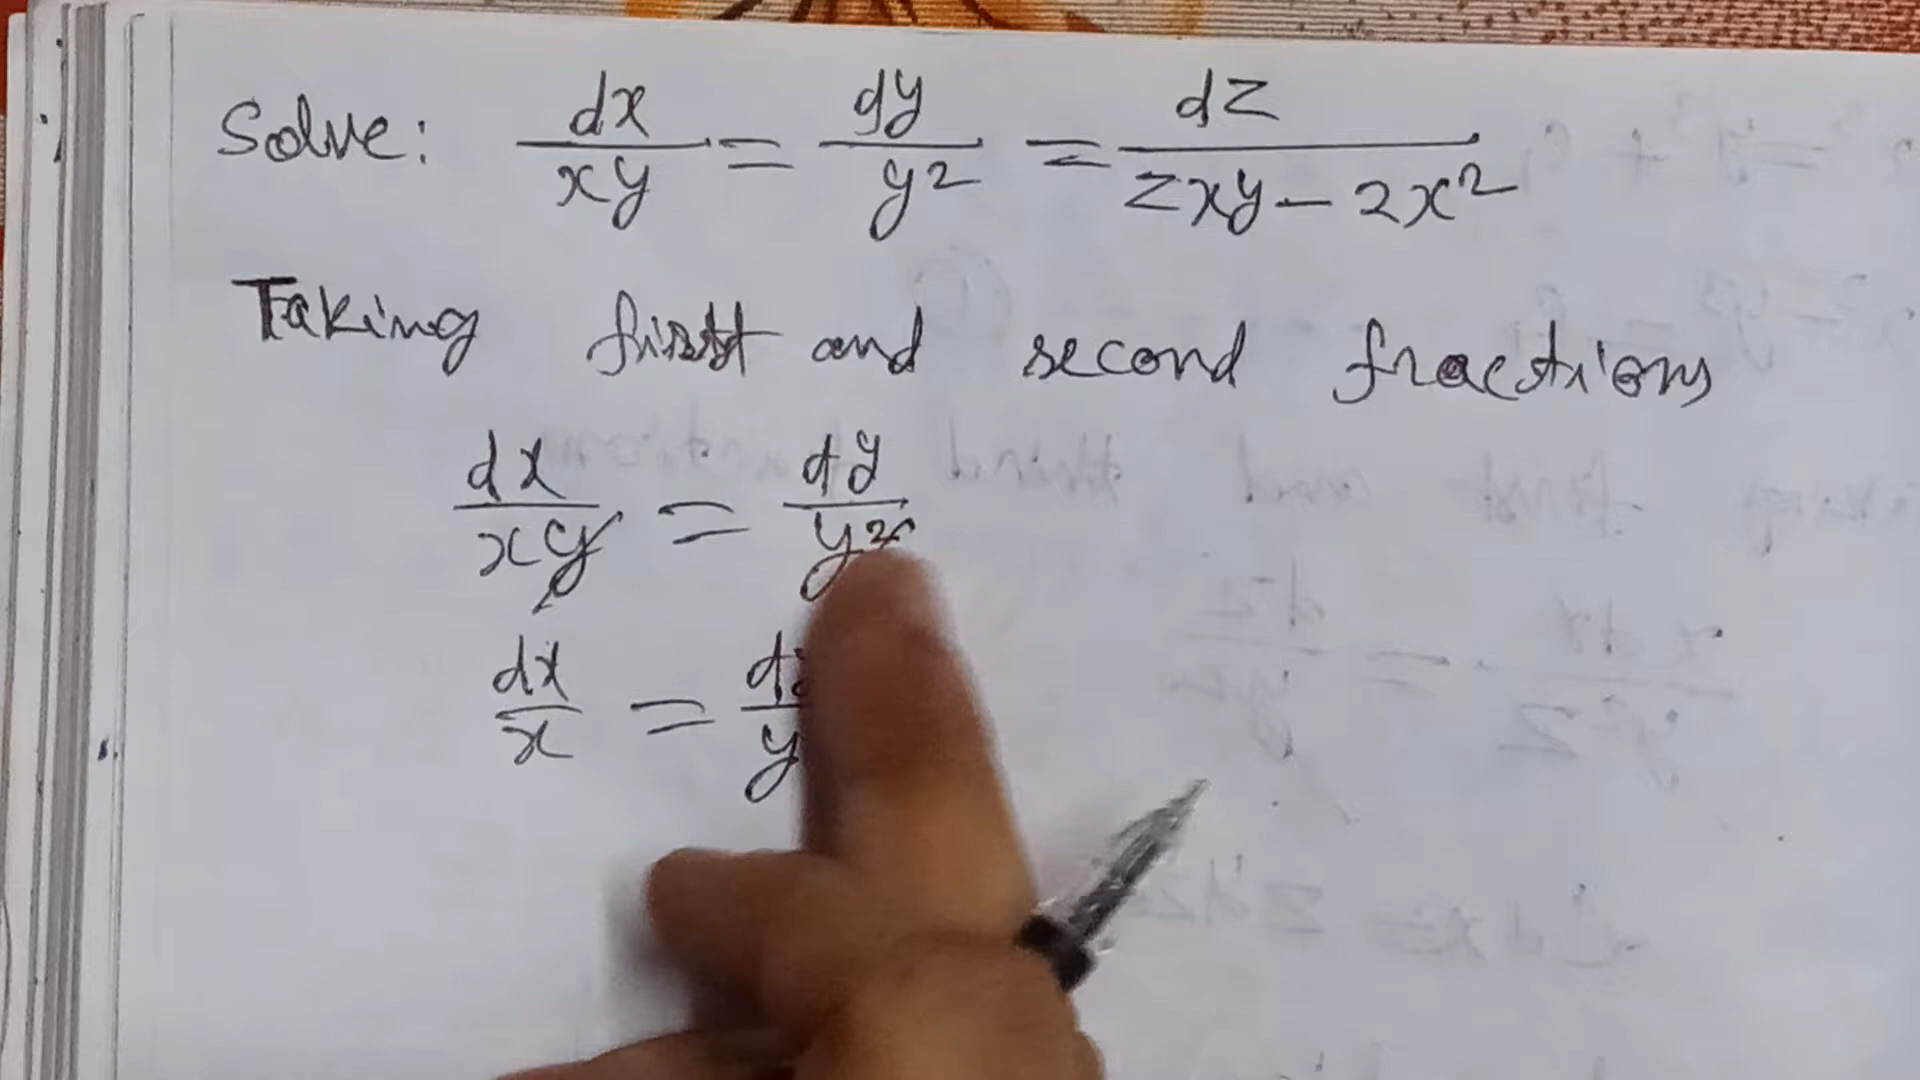 Solve: dx/xy = dy/y² = dz/zxy - 2x²
Taking first and second fractions
dx/xy = dy/y²
dx/x = d /y